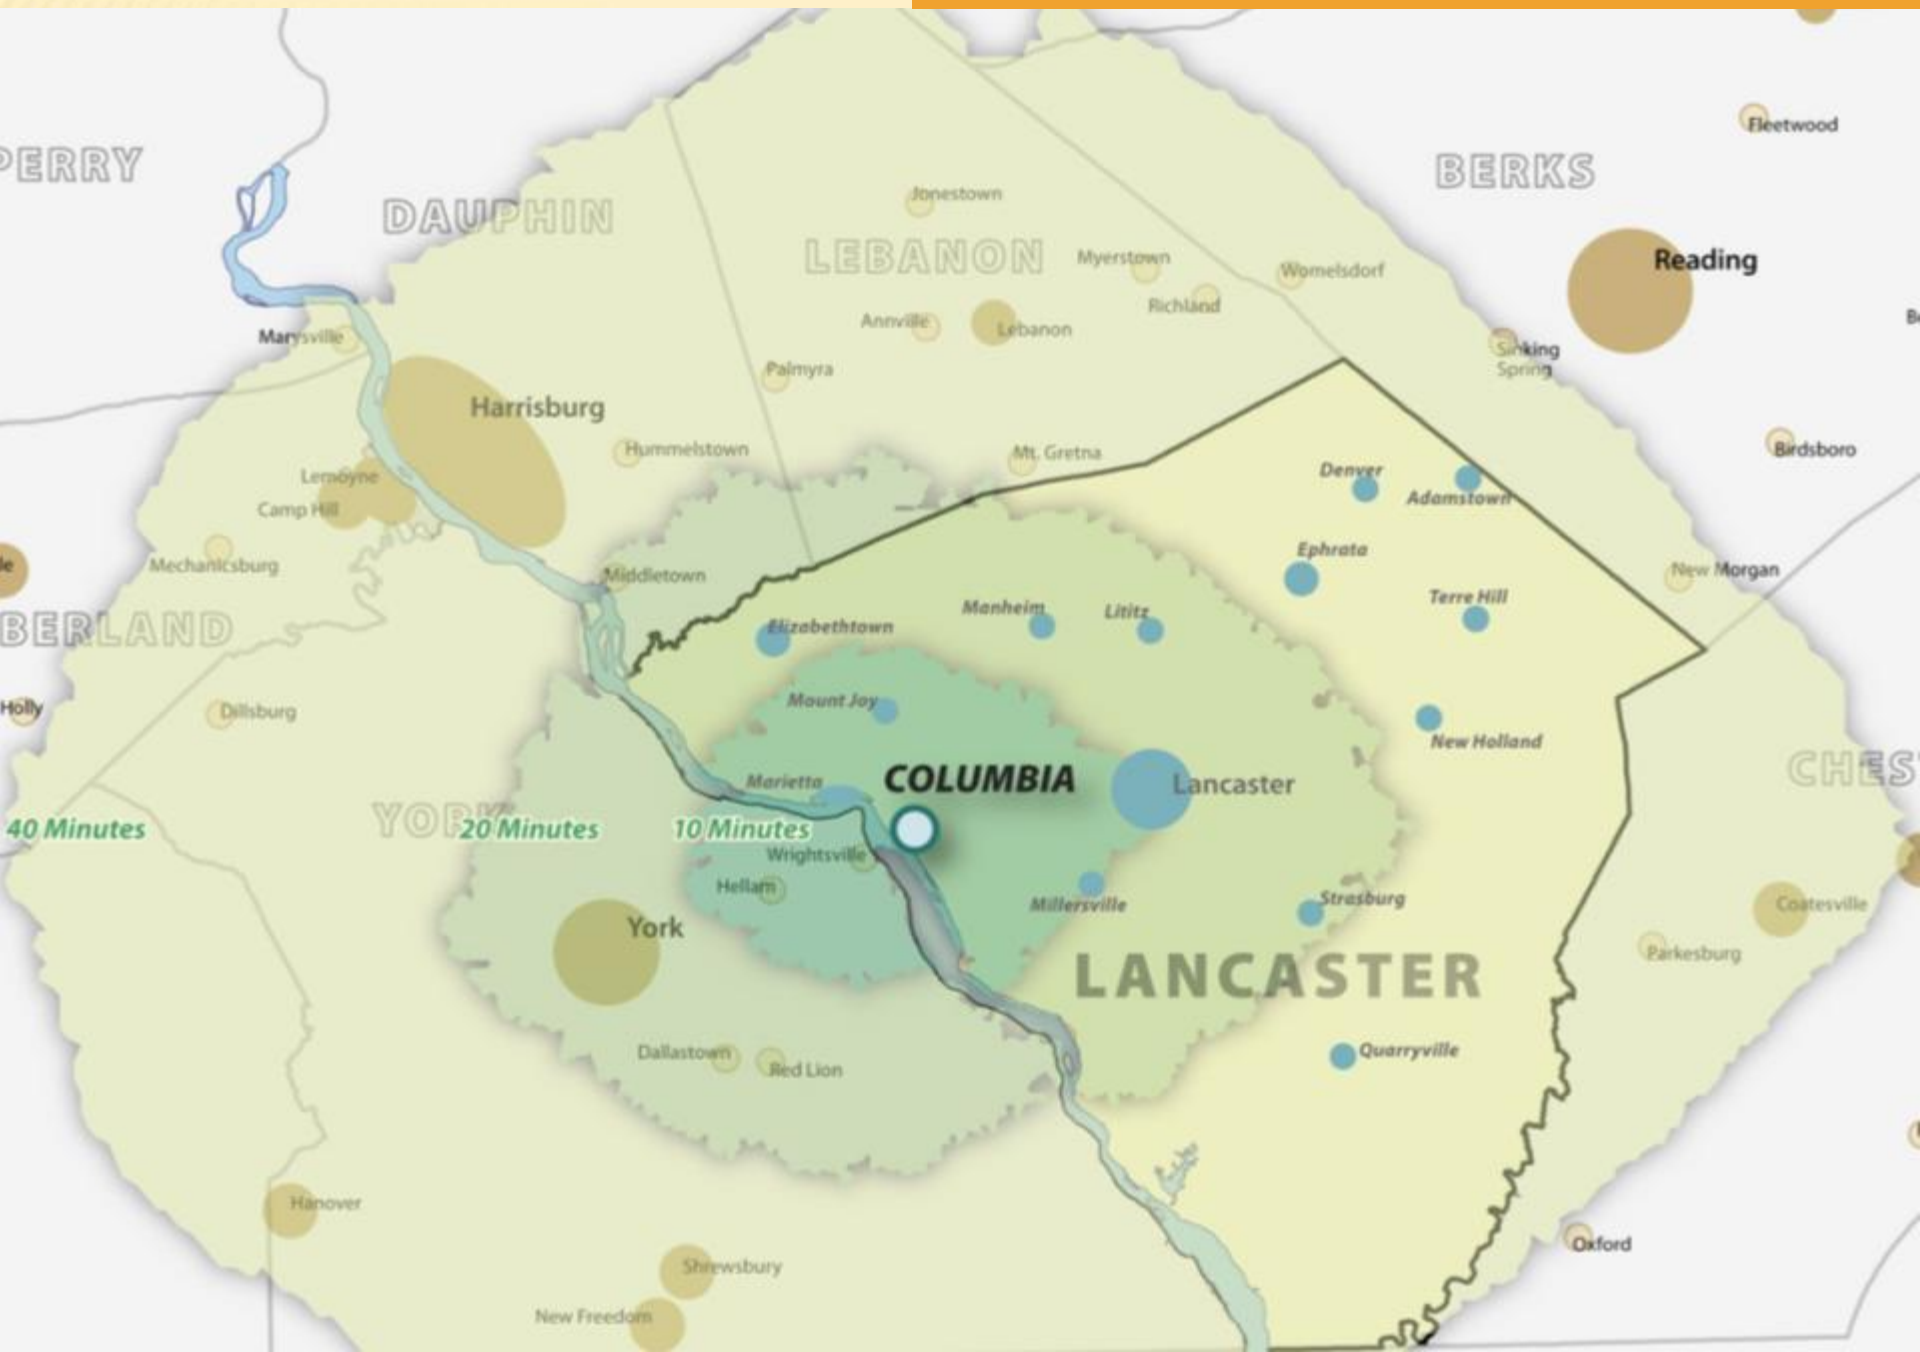 Fleetwood
PERRY
BERKS
DAUPHIN
Jonestown
LEBANON
Myerstown
Womelsdorf
Reading
Richland
Annville
Lebanon
Marysville
Sinking
Spring
Palmyra
Harrisburg
Hummelstown
Mt. Gretna
Birdsboro
Lemoyne
Denver
Adamstown
Camp Hill
Ephrata
Mechanicsburg
le
Middletown
New Morgan
Terre Hill
Manheim
Lititz
BERLAND
Elizabethtown
Mount Joy
Holly
Dillsburg
New Holland
CHES
Marietta
COLUMBIA
Lancaster
40 Minutes
YORK
20 Minutes
10 Minutes
Wrightsville
Hellam
Millersville
Strasburg
Coatesville
York
Parkesburg
LANCASTER
Dallastown
Red Lion
Quarryville
Hanover
Oxford
Shrewsbury
New Freedom